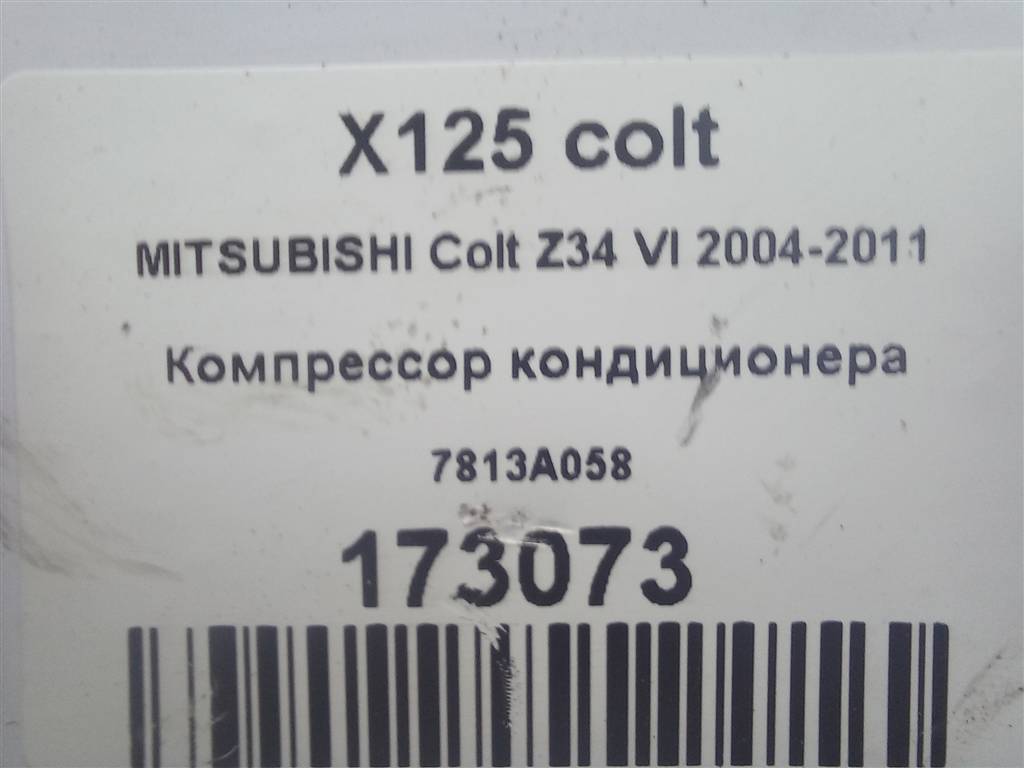 X125 colt
MITSUBISHI Colt Z34 VI 2004-2011
Компрессор кондиционера
7813A058
173073